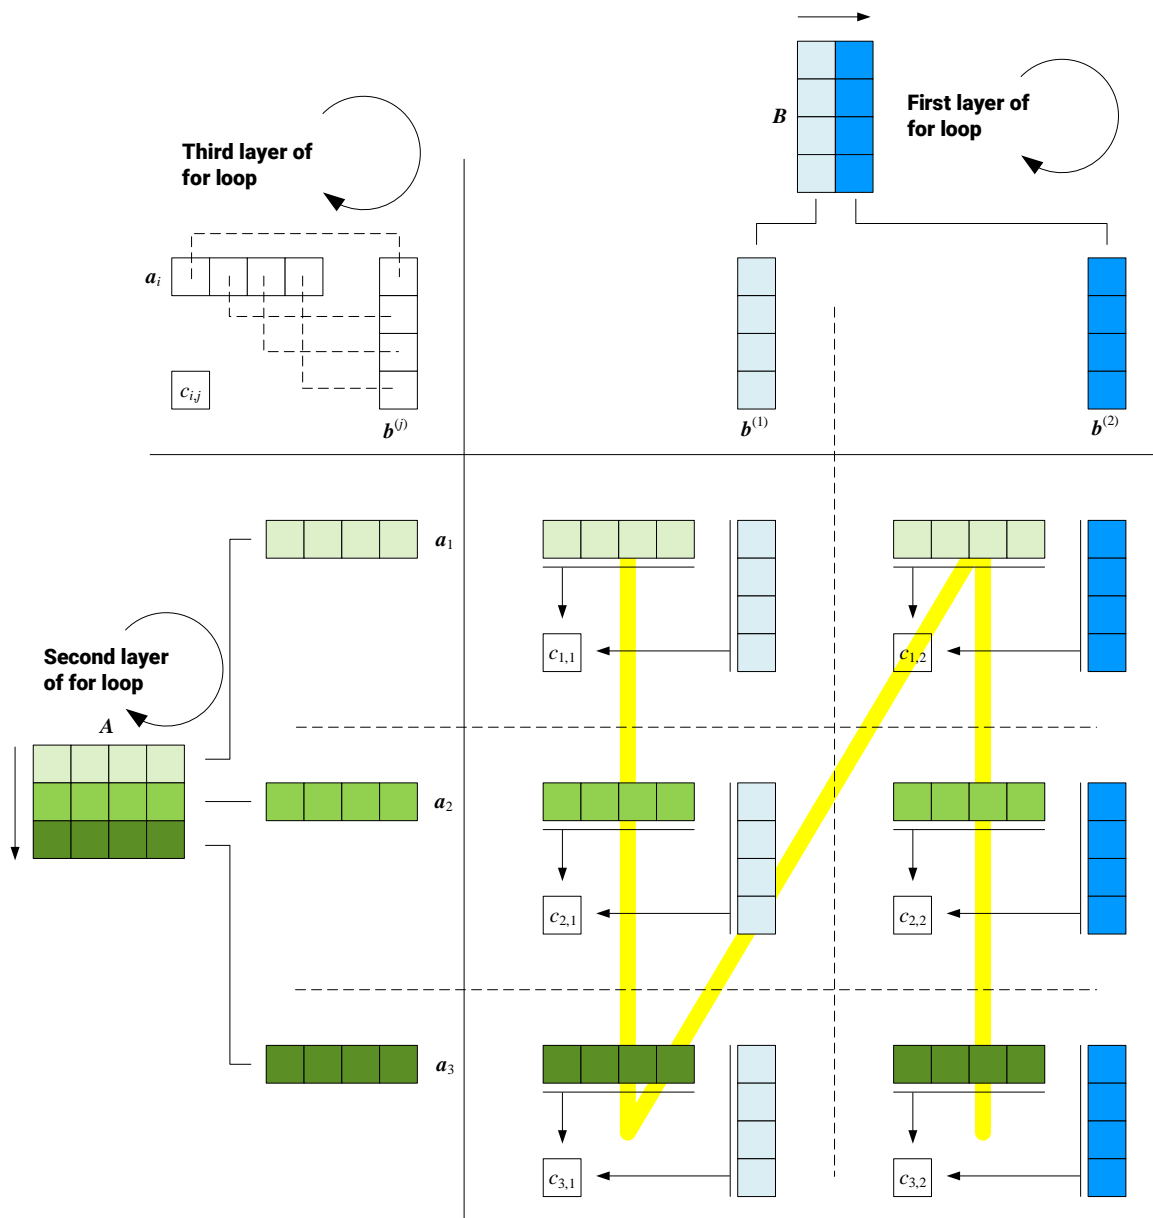 B
First layer of
for loop
Third layer of
for loop
a_i
c_{i,j}
b^{(j)}
b^{(1)}
b^{(2)}
a_1
c_{1,1}
c_{1,2}
Second layer
of for loop
A
a_2
c_{2,1}
c_{2,2}
a_3
c_{3,1}
c_{3,2}